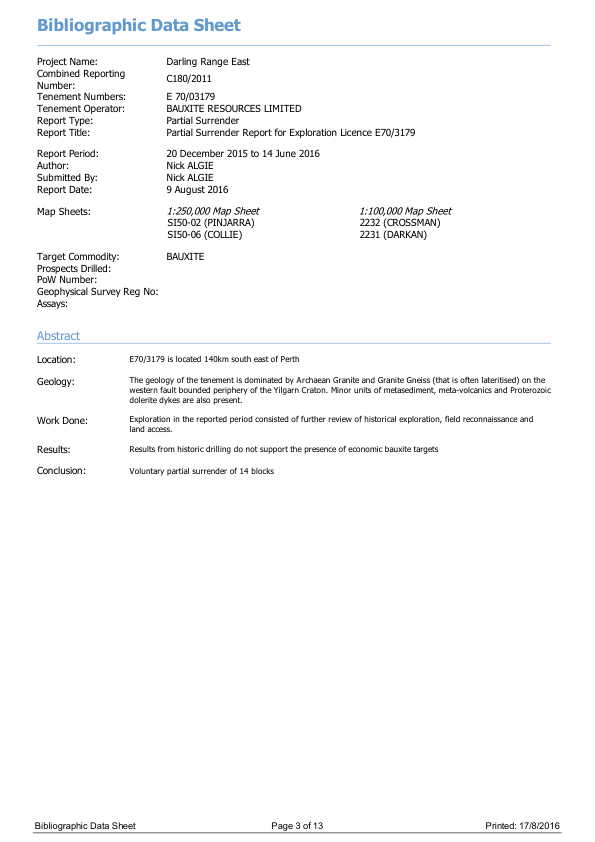 Bibliographic Data Sheet
Project Name: Darling Range East
Combined Reporting
Number: C180/2011
Tenement Numbers: E 70/03179
Tenement Operator: BAUXITE RESOURCES LIMITED
Report Type: Partial Surrender
Report Title: Partial Surrender Report for Exploration Licence E70/3179
Report Period: 20 December 2015 to 14 June 2016
Author: Nick ALGIE
Submitted By: Nick ALGIE
Report Date: 9 August 2016
Map Sheets: 1:250,000 Map Sheet 1:100,000 Map Sheet
SI50-02 (PINJARRA) 2232 (CROSSMAN)
SI50-06 (COLLIE) 2231 (DARKAN)
Target Commodity: BAUXITE
Prospects Drilled:
PoW Number:
Geophysical Survey Reg No:
Assays:
Abstract
Location: E70/3179 is located 140km south east of Perth
Geology: The geology of the tenement is dominated by Archaean Granite and Granite Gneiss (that is often lateritised) on the
western fault bounded periphery of the Yilgarn Craton. Minor units of metasediment, meta-volcanics and Proterozoic
dolerite dykes are also present.
Work Done: Exploration in the reported period consisted of further review of historical exploration, field reconnaissance and
land access.
Results: Results from historic drilling do not support the presence of economic bauxite targets
Conclusion: Voluntary partial surrender of 14 blocks
Bibliographic Data Sheet Page 3 of 13 Printed: 17/8/2016